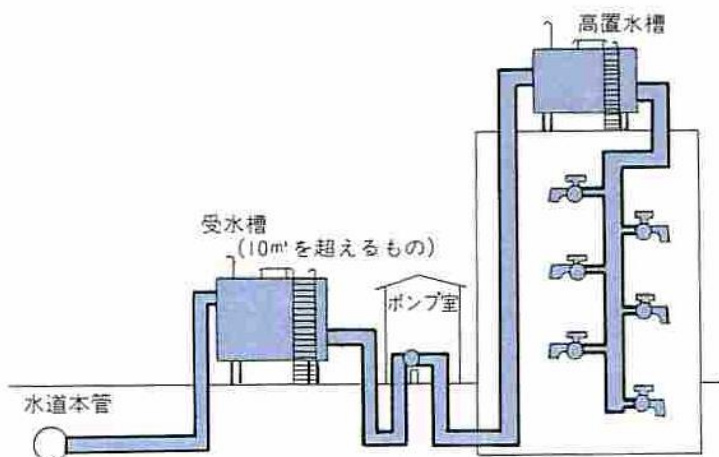 高置水槽
受水槽
(10㎥を超えるもの)
ポンプ室
水道本管